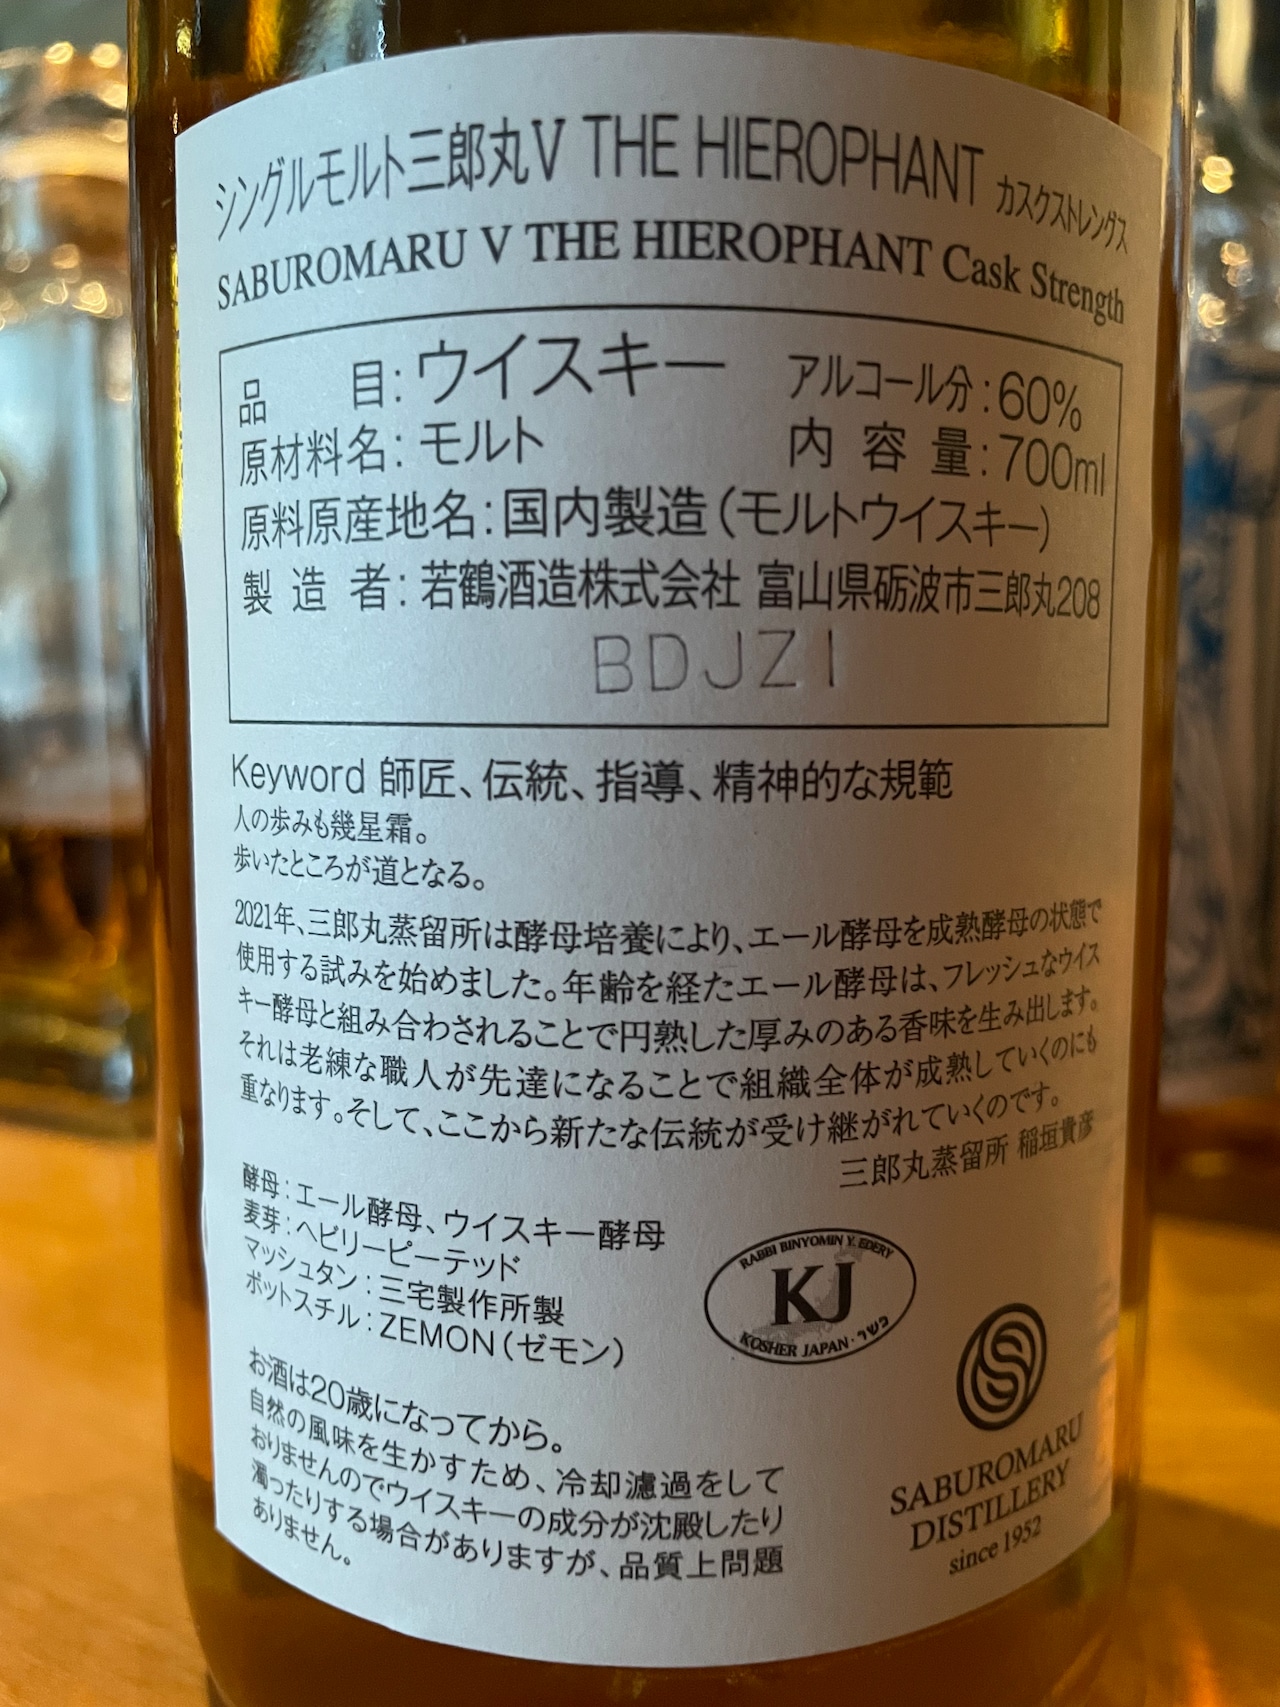 シングルモルト三郎丸Ⅴ THE HIEROPHANT カスクストレングス
SABUROMARU V THE HIEROPHANT Cask Strength
品 目：ウイスキー アルコール分：60%
原材料名：モルト 内容量：700ml
原料原産地名：国内製造（モルトウイスキー）
製造者：若鶴酒造株式会社 富山県砺波市三郎丸208
BDJZ1
Keyword 師匠、伝統、指導、精神的な規範
人の歩みも幾星霜。
歩いたところが道となる。
2021年、三郎丸蒸留所は酵母培養により、エール酵母を成熟酵母の状態で
使用する試みを始めました。年齢を経たエール酵母は、フレッシュなウイス
キー酵母と組み合わされることで円熟した厚みのある香味を生み出します。
それは老練な職人が先達になることで組織全体が成熟していくのにも
重なります。そして、ここから新たな伝統が受け継がれていくのです。
三郎丸蒸留所 稲垣貴彦
酵母：エール酵母、ウイスキー酵母
麦芽：ヘビリーピーテッド
マッシュタン：三宅製作所製
ポットスチル：ZEMON（ゼモン）
RABBI BINYOMIN Y. EDERY
KJ
KOSHER JAPAN · כשר
お酒は20歳になってから。
自然の風味を生かすため、冷却濾過をして
おりませんのでウイスキーの成分が沈殿したり
濁ったりする場合がありますが、品質上問題
ありません。
SABUROMARU
DISTILLERY
since 1952